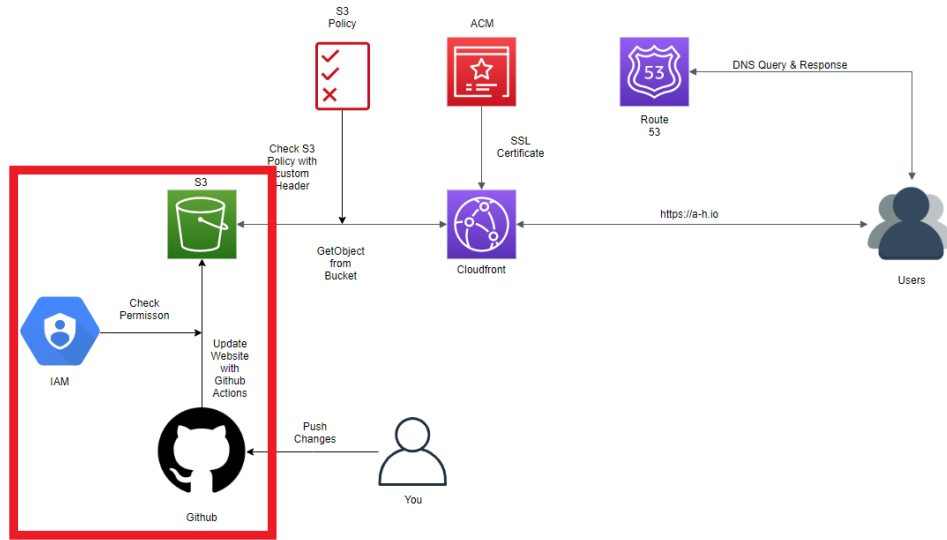 S3
Policy
ACM
DNS Query & Response
Route
53
53
SSL
Certificate
Check S3
Policy with
custom
Header
S3
https://a-h.io
GetObject
from
Bucket
Cloudfront
Users
Check
Permisson
IAM
Update
Website
with
Github
Actions
Push
Changes
You
Github